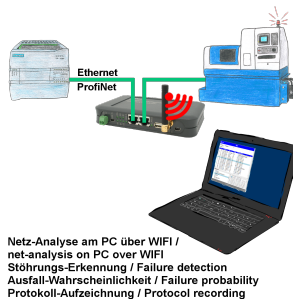 Ethernet
ProfiNet
Netz-Analyse am PC über WIFI /
net-analysis on PC over WIFI
Störungs-Erkennung / Failure detection
Ausfall-Wahrscheinlichkeit / Failure probability
Protokoll-Aufzeichnung / Protocol recording